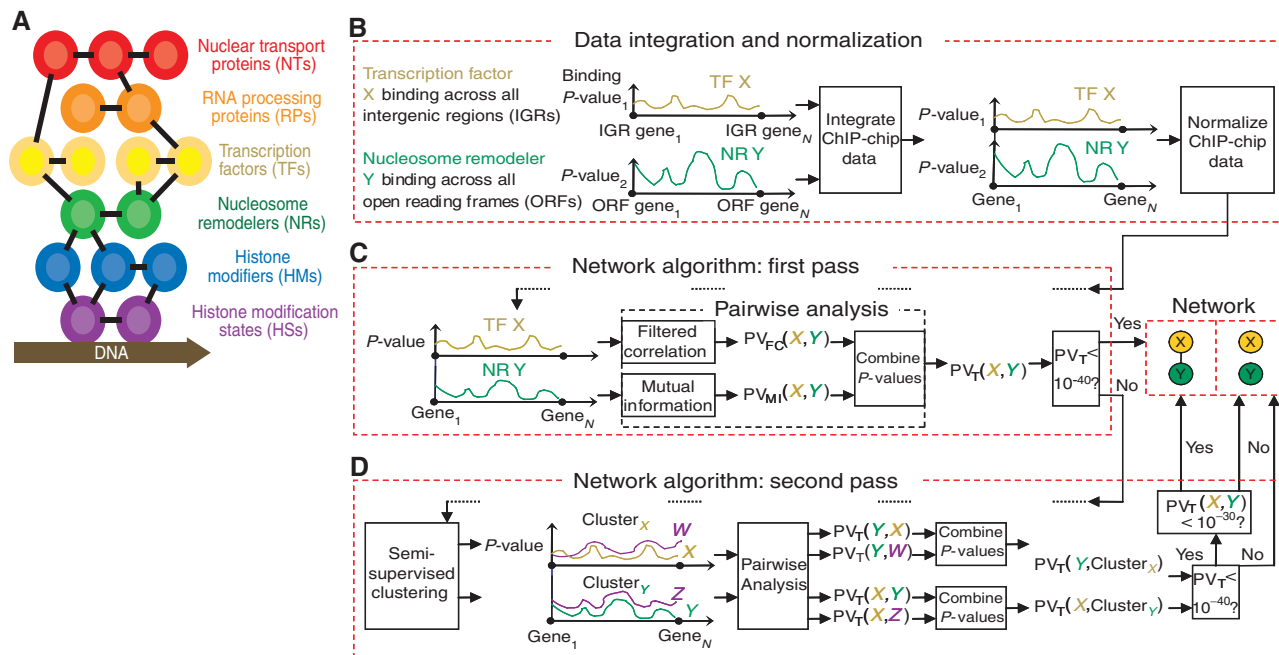 A
Nuclear transport
proteins (NTs)
RNA processing
proteins (RPs)
Transcription
factors (TFs)
Nucleosome
remodelers (NRs)
Histone
modifiers (HMs)
Histone modification
states (HSs)
DNA
B
Data integration and normalization
Transcription factor
X binding across all
intergenic regions (IGRs)
Binding
P-value1
TF X
IGR gene1
IGR geneN
Nucleosome remodeler
Y binding across all
open reading frames (ORFs)
P-value2
NR Y
ORF gene1
ORF geneN
Integrate
ChIP-chip
data
P-value1
TF X
P-value2
NR Y
Gene1
GeneN
Normalize
ChIP-chip
data
C
Network algorithm: first pass
P-value
TF X
NR Y
Gene1
GeneN
Pairwise analysis
Filtered
correlation
PVFC(X,Y)
Mutual
information
PVMI(X,Y)
Combine
P-values
PVT(X,Y)
PVT<
10-40?
Yes
No
Network
X
Y
X
Y
Yes
No
D
Network algorithm: second pass
Semi-
supervised
clustering
P-value
ClusterX
W
X
ClusterY
Z
Y
Gene1
GeneN
Pairwise
Analysis
PVT(Y,X)
PVT(Y,W)
PVT(X,Y)
PVT(X,Z)
Combine
P-values
Combine
P-values
PVT(Y,ClusterX)
PVT(X,ClusterY)
PVT<
10-40?
Yes
No
PVT(X,Y)
<10–30?